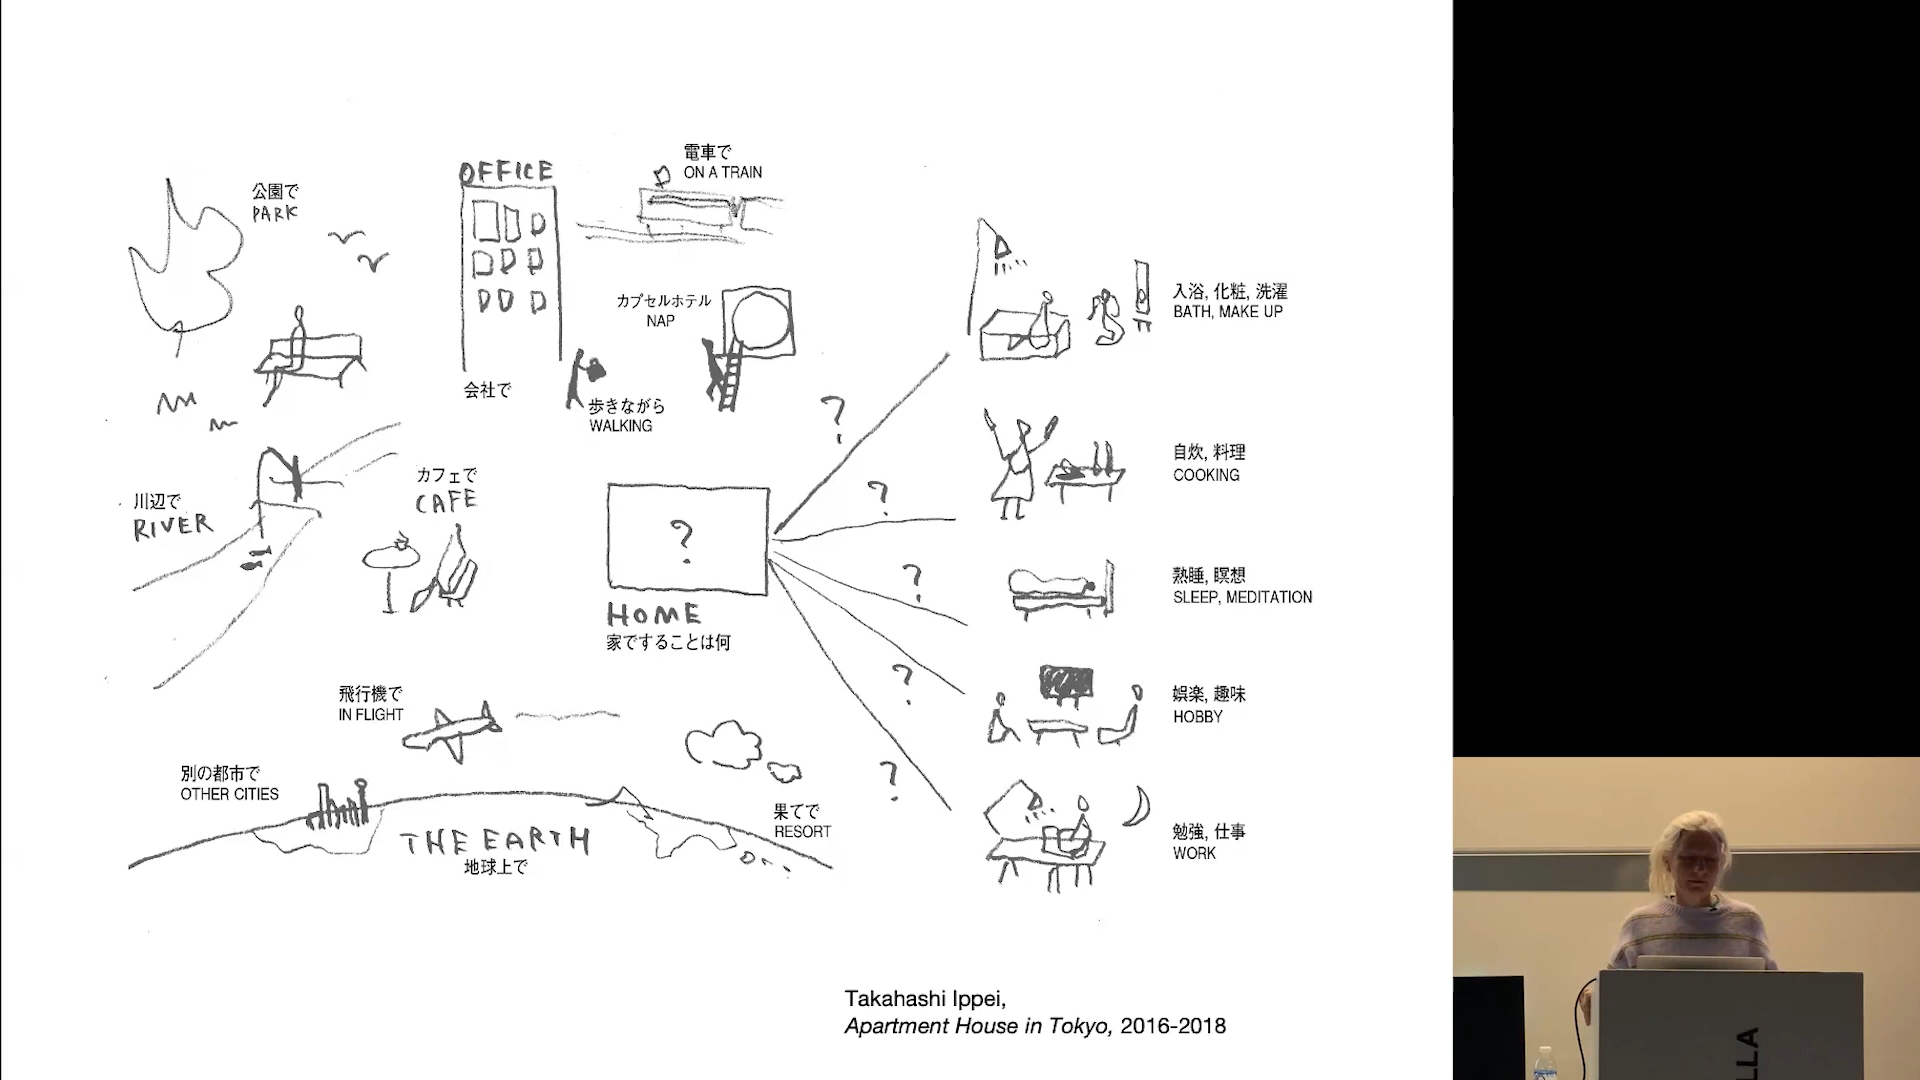 公園で
PARK
OFFICE
会社で
電車で
ON A TRAIN
カプセルホテル
NAP
歩きながら
WALKING
川辺で
RIVER
カフェで
CAFE
?
HOME
家ですることは何
?
?
?
?
?
入浴, 化粧, 洗濯
BATH, MAKE UP
自炊, 料理
COOKING
熟睡, 瞑想
SLEEP, MEDITATION
娯楽, 趣味
HOBBY
勉強, 仕事
WORK
飛行機で
IN FLIGHT
別の都市で
OTHER CITIES
THE EARTH
地球上で
果てで
RESORT
Takahashi Ippei,
Apartment House in Tokyo, 2016-2018
LLA